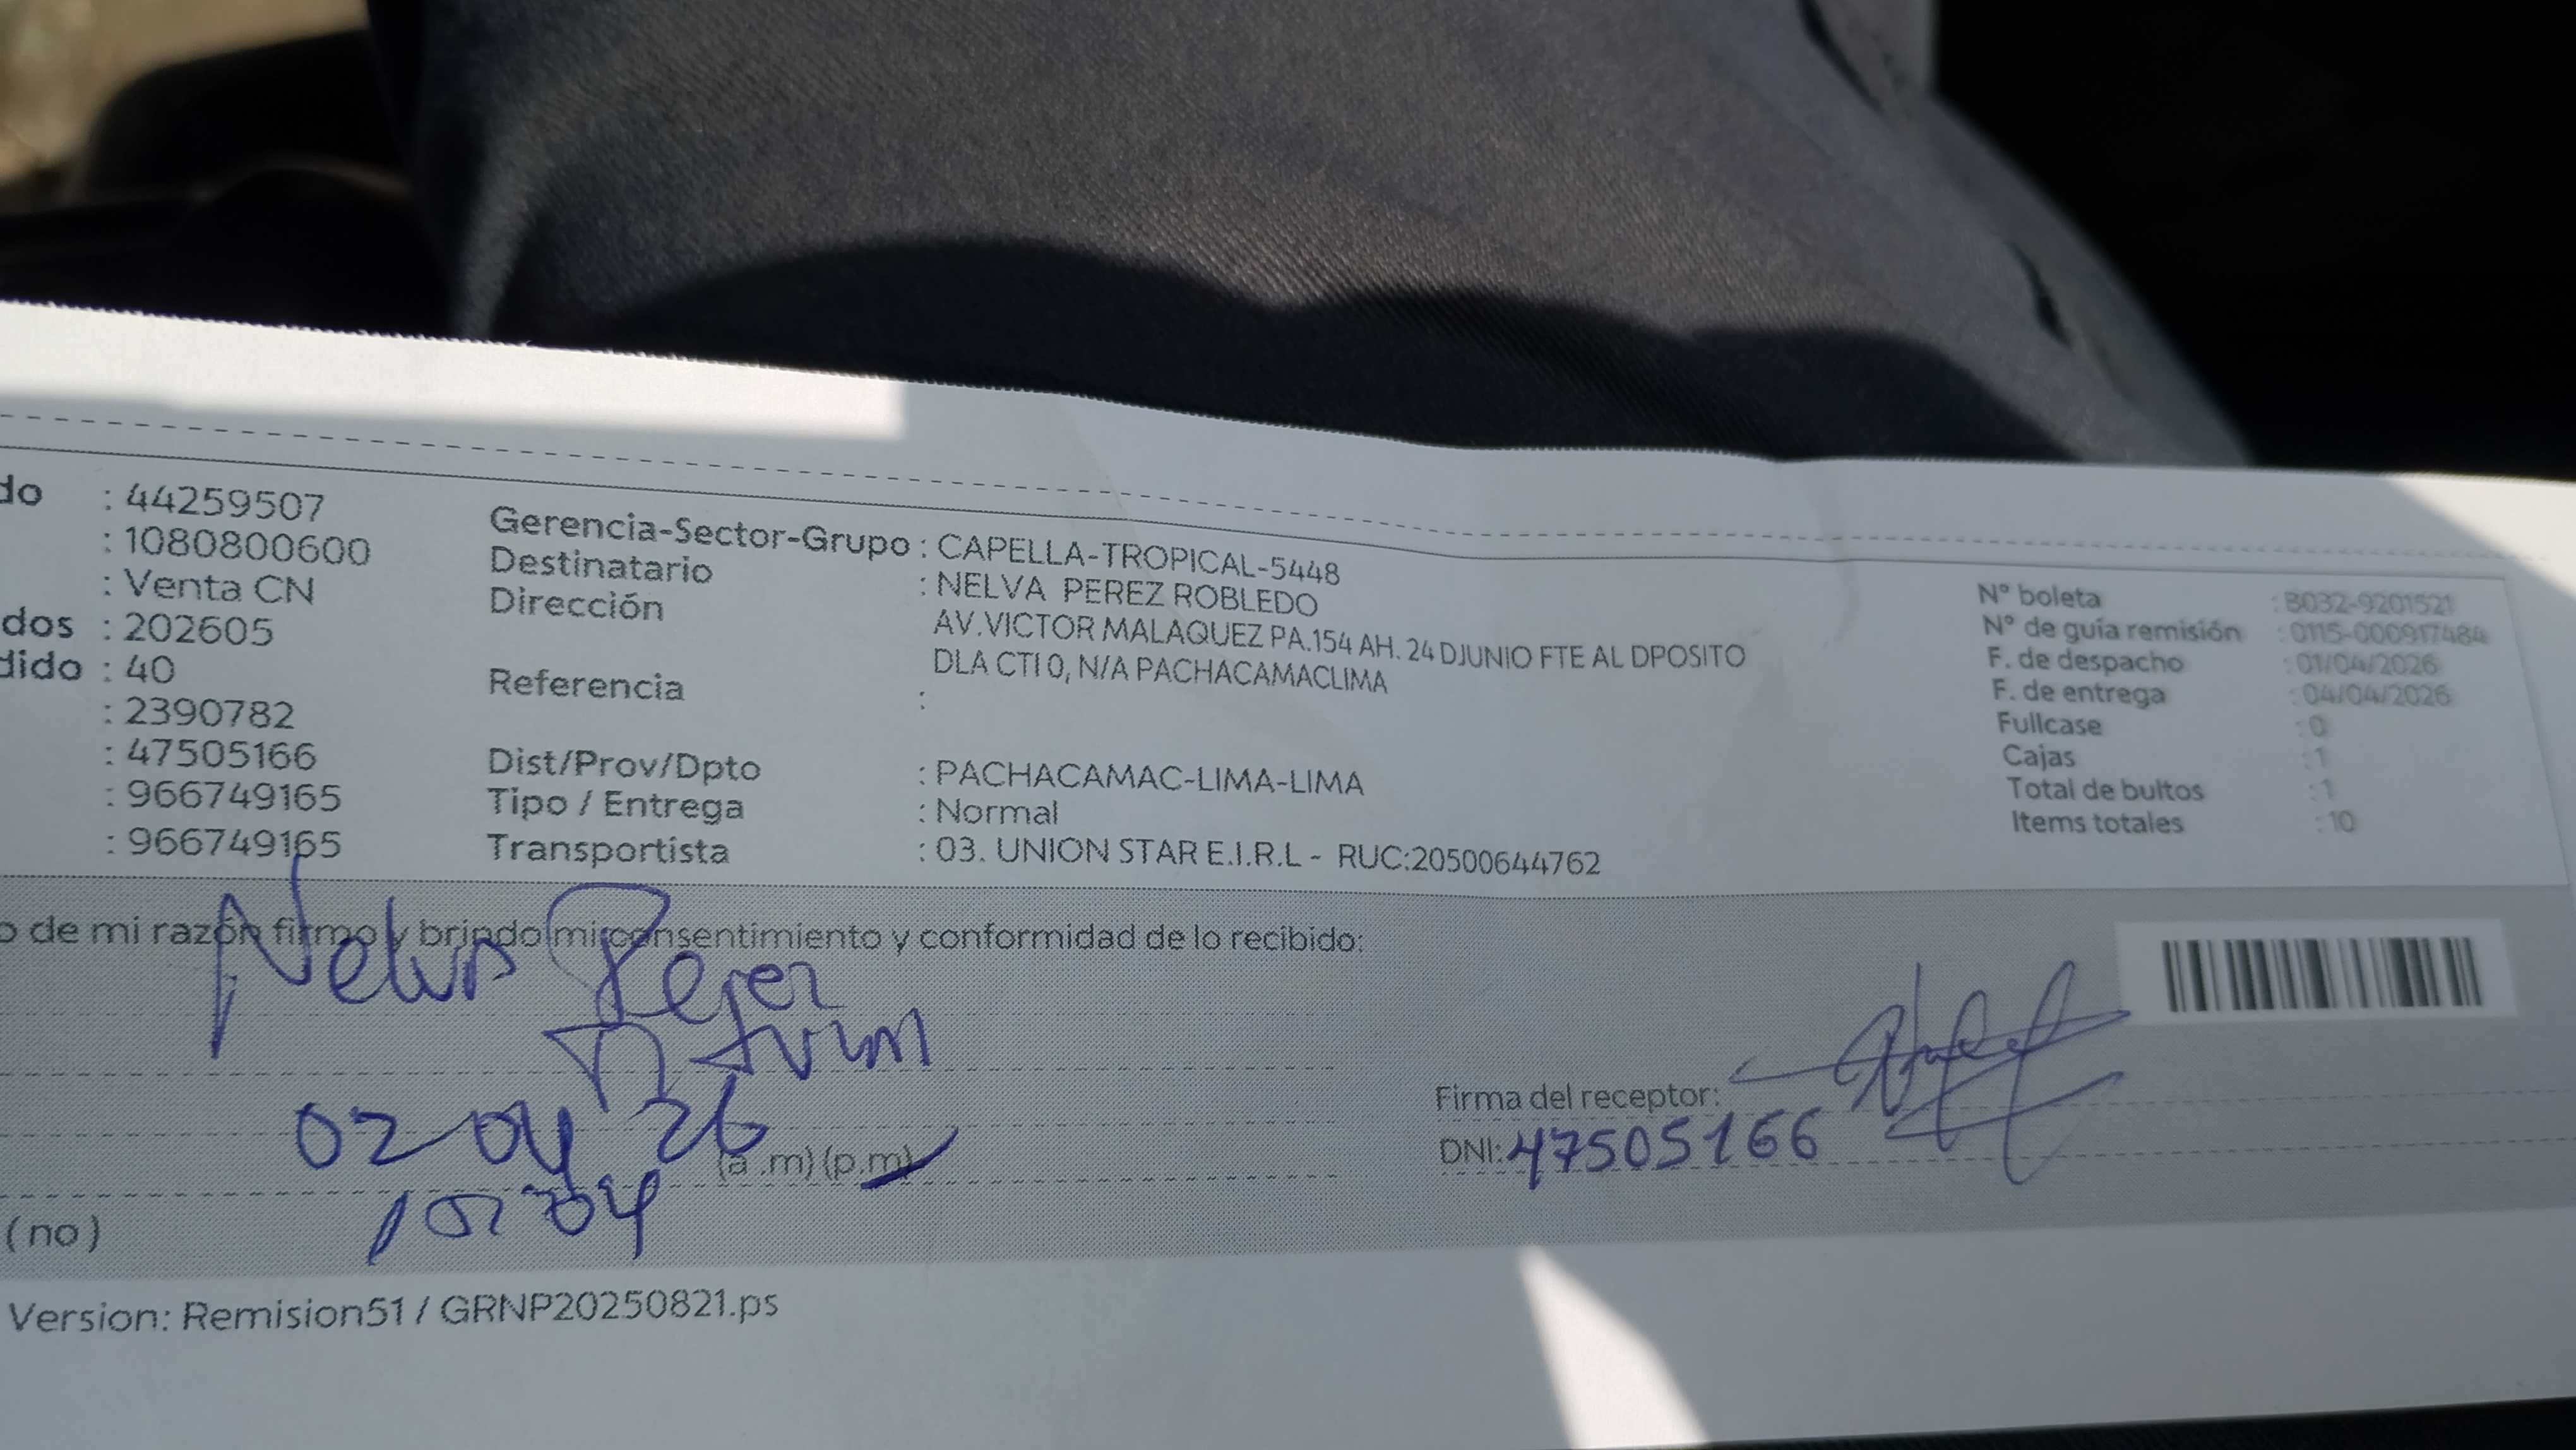 do : 44259507
: 1080800600
: Venta CN
dos : 202605
dido : 40
: 2390782
: 47505166
: 966749165
: 966749165
Gerencia-Sector-Grupo : CAPELLA-TROPICAL-5448
Destinatario : NELVA PEREZ ROBLEDO
Dirección AV.VICTOR MALAQUEZ PA.154 AH. 24 DJUNIO FTE AL DPOSITO
DLA CTI 0, N/A PACHACAMACLIMA
Referencia :
Dist/Prov/Dpto : PACHACAMAC-LIMA-LIMA
Tipo / Entrega : Normal
Transportista : 03. UNION STAR E.I.R.L - RUC:20500644762
N° boleta : B032-9201521
N° de guía remisión : 0115-000917484
F. de despacho : 01/04/2026
F. de entrega : 04/04/2026
Fullcase : 0
Cajas : 1
Total de bultos : 1
Items totales : 10
o de mi razón firmo y brindo mi consentimiento y conformidad de lo recibido:
Nelva Perez
02 04 26
(a .m) (p.m)
Firma del receptor:
DNI: 47505166
(no)
Version: Remision51 / GRNP20250821.ps